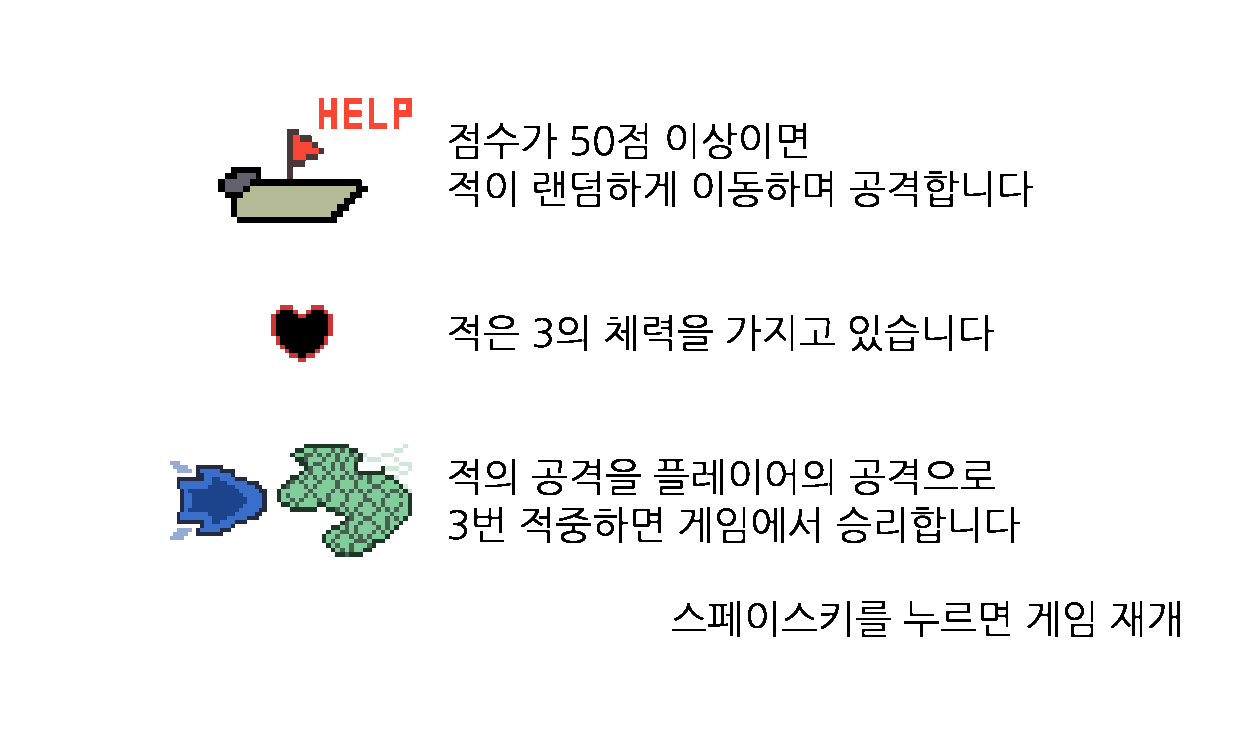 HELP
점수가 50점 이상이면
적이 랜덤하게 이동하며 공격합니다
적은 3의 체력을 가지고 있습니다
적의 공격을 플레이어의 공격으로
3번 적중하면 게임에서 승리합니다
스페이스키를 누르면 게임 재개